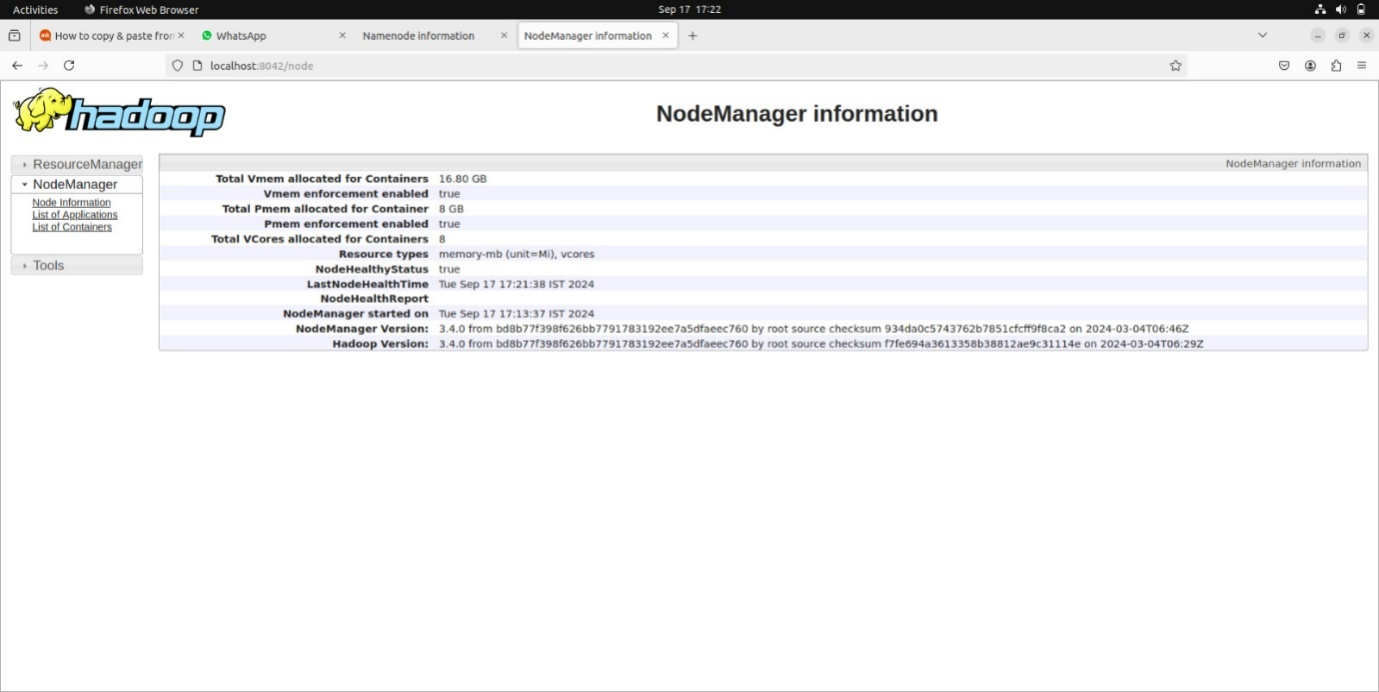 Activities Firefox Web Browser Sep 17 17:22
How to copy & paste fron WhatsApp Namenode information NodeManager information
localhost:8042/node
hadoop
NodeManager information
ResourceManager
NodeManager
Node Information
List of Applications
List of Containers
Tools
NodeManager information
Total Vmem allocated for Containers 16.80 GB
Vmem enforcement enabled true
Total Pmem allocated for Container 8 GB
Pmem enforcement enabled true
Total VCores allocated for Containers 8
Resource types memory-mb (unit=Mi), vcores
NodeHealthyStatus true
LastNodeHealthTime Tue Sep 17 17:21:38 IST 2024
NodeHealthReport
NodeManager started on Tue Sep 17 17:13:37 IST 2024
NodeManager Version: 3.4.0 from bd8b77f398f626bb7791783192ee7a5dfaeec760 by root source checksum 934da0c5743762b7851cfcff9f8ca2 on 2024-03-04T06:46Z
Hadoop Version: 3.4.0 from bd8b77f398f626bb7791783192ee7a5dfaeec760 by root source checksum f7fe694a3613358b38812ae9c31114e on 2024-03-04T06:29Z